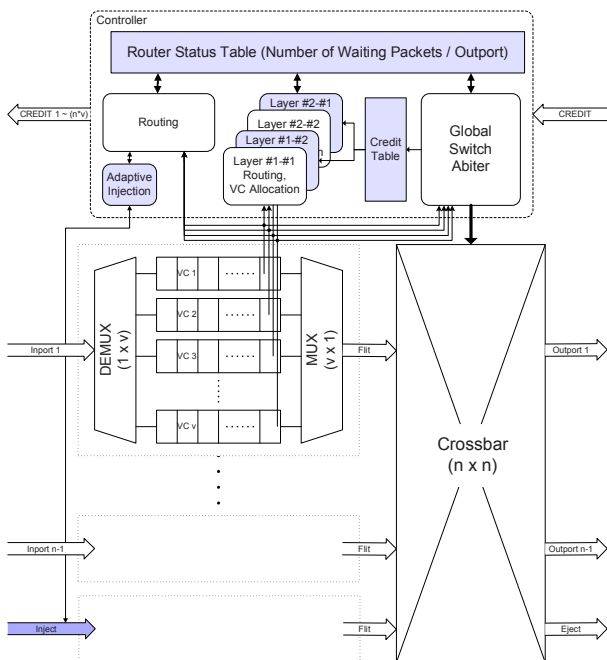 Controller
Router Status Table (Number of Waiting Packets / Outport)
CREDIT 1 ~ (n*v)
CREDIT
Routing
Layer #2-#1
Layer #2-#2
Layer #1-#2
n
Layer #1-#1
Routing,
VC Allocation
Credit
Table
Global
Switch
Abiter
Adaptive
Injection
DEMUX
(1 x v)
VC 1
......
VC 2
......
VC 3
......
......
VC v
......
MUX
(v x 1)
Inport 1
Flit
Outport 1
Crossbar
(n x n)
Inport n-1
Flit
Outport n-1
Inject
Flit
Eject